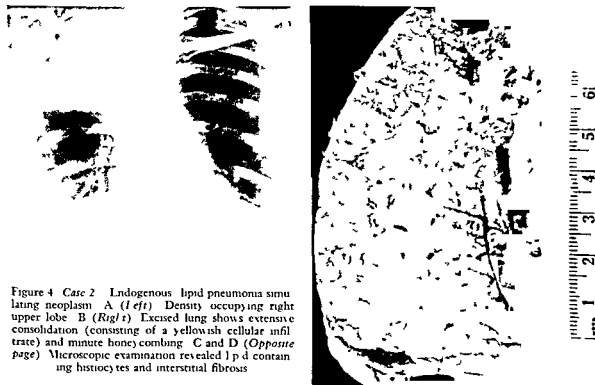 Figure 4 Case 2 Endogenous lipid pneumonia simu
lating neoplasm A (Left) Density occupying right
upper lobe B (Right) Excised lung shows extensive
consolidation (consisting of a yellowish cellular infil
trate) and minute honeycombing C and D (Opposite
page) Microscopic examination revealed lipid contain
ing histiocytes and interstitial fibrosis
1 2 3 4 5 6